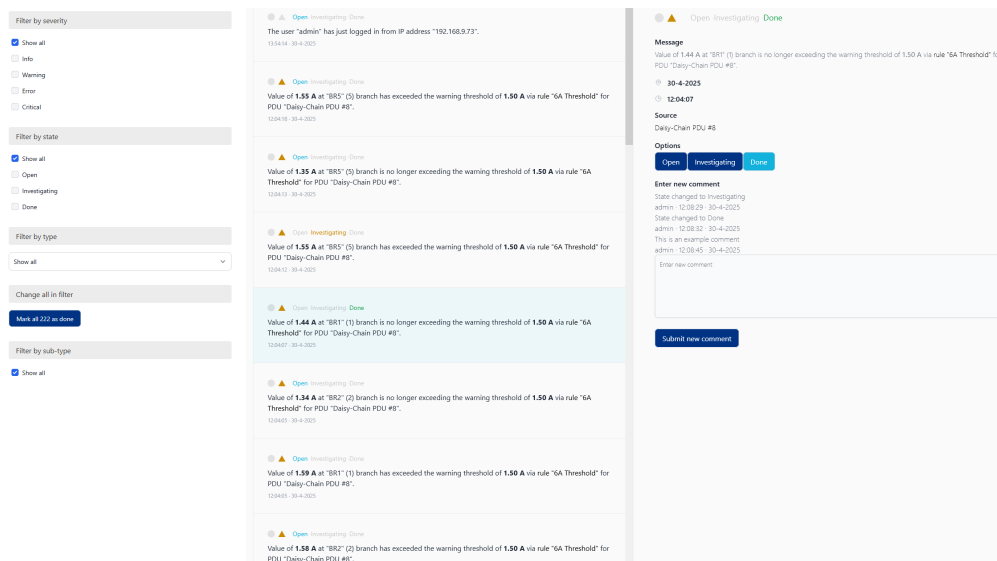 Filter by severity
Show all
Info
Warning
Error
Critical
Filter by state
Show all
Open
Investigating
Done
Filter by type
Show all
Change all in filter
Mark all 222 as done
Filter by sub-type
Show all
Open Investigating Done
The user "admin" has just logged in from IP address "192.168.9.73".
13:54:14 · 30-4-2025
Open Investigating Done
Value of 1.55 A at "BR5" (5) branch has exceeded the warning threshold of 1.50 A via rule "6A Threshold" for
PDU "Daisy-Chain PDU #8".
12:04:18 · 30-4-2025
Open Investigating Done
Value of 1.35 A at "BR5" (5) branch is no longer exceeding the warning threshold of 1.50 A via rule "6A
Threshold" for PDU "Daisy-Chain PDU #8".
12:04:13 · 30-4-2025
Open Investigating Done
Value of 1.55 A at "BR5" (5) branch has exceeded the warning threshold of 1.50 A via rule "6A Threshold" for
PDU "Daisy-Chain PDU #8".
12:04:12 · 30-4-2025
Open Investigating Done
Value of 1.44 A at "BR1" (1) branch is no longer exceeding the warning threshold of 1.50 A via rule "6A
Threshold" for PDU "Daisy-Chain PDU #8".
12:04:07 · 30-4-2025
Open Investigating Done
Value of 1.34 A at "BR2" (2) branch is no longer exceeding the warning threshold of 1.50 A via rule "6A
Threshold" for PDU "Daisy-Chain PDU #8".
12:04:05 · 30-4-2025
Open Investigating Done
Value of 1.59 A at "BR1" (1) branch has exceeded the warning threshold of 1.50 A via rule "6A Threshold" for
PDU "Daisy-Chain PDU #8".
12:04:05 · 30-4-2025
Open Investigating Done
Value of 1.58 A at "BR2" (2) branch has exceeded the warning threshold of 1.50 A via rule "6A Threshold" for
PDU "Daisy-Chain PDU #8".
Open Investigating Done
Message
Value of 1.44 A at "BR1" (1) branch is no longer exceeding the warning threshold of 1.50 A via rule "6A Threshold"
PDU "Daisy-Chain PDU #8".
30-4-2025
12:04:07
Source
Daisy-Chain PDU #8
Options
Open
Investigating
Done
Enter new comment
State changed to Investigating
admin · 12:08:29 · 30-4-2025
State changed to Done
admin · 12:08:32 · 30-4-2025
This is an example comment
admin · 12:08:45 · 30-4-2025
Enter new comment
Submit new comment